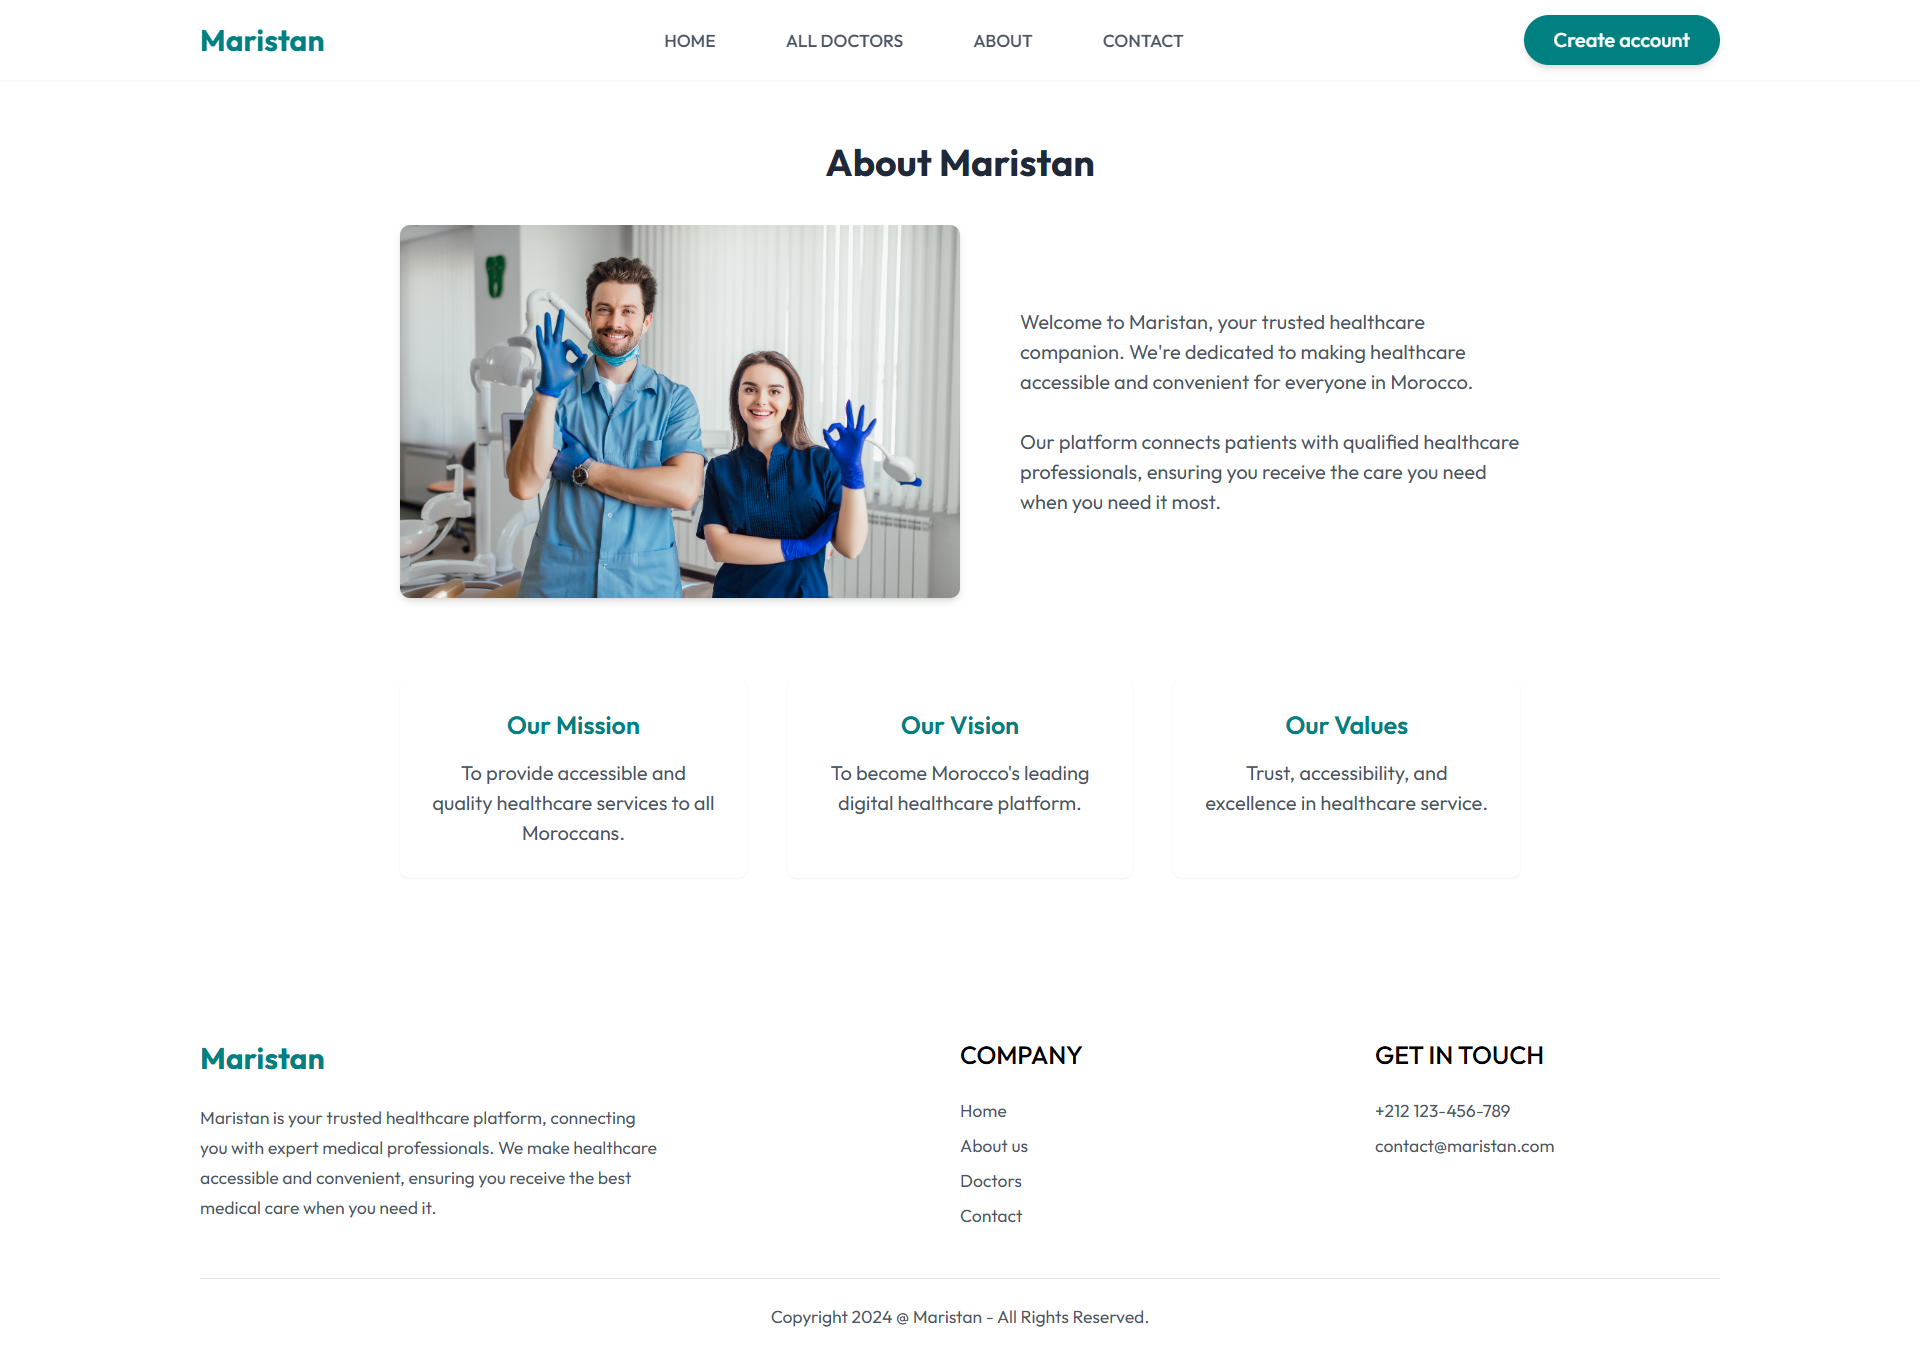 Maristan
HOME
ALL DOCTORS
ABOUT
CONTACT
Create account
About Maristan
Welcome to Maristan, your trusted healthcare
companion. We're dedicated to making healthcare
accessible and convenient for everyone in Morocco.
Our platform connects patients with qualified healthcare
professionals, ensuring you receive the care you need
when you need it most.
Our Mission
To provide accessible and
quality healthcare services to all
Moroccans.
Our Vision
To become Morocco's leading
digital healthcare platform.
Our Values
Trust, accessibility, and
excellence in healthcare service.
Maristan
Maristan is your trusted healthcare platform, connecting
you with expert medical professionals. We make healthcare
accessible and convenient, ensuring you receive the best
medical care when you need it.
COMPANY
Home
About us
Doctors
Contact
GET IN TOUCH
+212 123-456-789
contact@maristan.com
Copyright 2024 @ Maristan - All Rights Reserved.